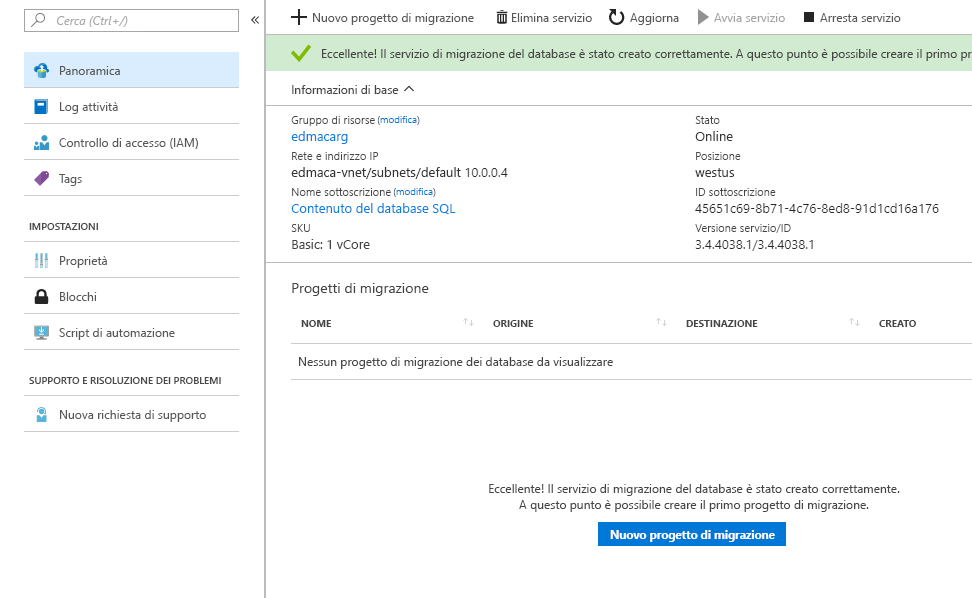 Cerca (Ctrl+/)
«
Panoramica
Log attività
Controllo di accesso (IAM)
Tags
IMPOSTAZIONI
Proprietà
Blocchi
Script di automazione
SUPPORTO E RISOLUZIONE DEI PROBLEMI
Nuova richiesta di supporto
Nuovo progetto di migrazione Elimina servizio Aggiorna Avvia servizio Arresta servizio
Eccellente! Il servizio di migrazione del database è stato creato correttamente. A questo punto è possibile creare il primo pr
Informazioni di base
Gruppo di risorse (modifica)
edmacarg
Rete e indirizzo IP
edmaca-vnet/subnets/default 10.0.0.4
Nome sottoscrizione (modifica)
Contenuto del database SQL
SKU
Basic: 1 vCore
Stato
Online
Posizione
westus
ID sottoscrizione
45651c69-8b71-4c76-8ed8-91d1cd16a176
Versione servizio/ID
3.4.4038.1/3.4.4038.1
Progetti di migrazione
NOME ORIGINE DESTINAZIONE CREATO
Nessun progetto di migrazione dei database da visualizzare
Eccellente! Il servizio di migrazione del database è stato creato correttamente.
A questo punto è possibile creare il primo progetto di migrazione.
Nuovo progetto di migrazione